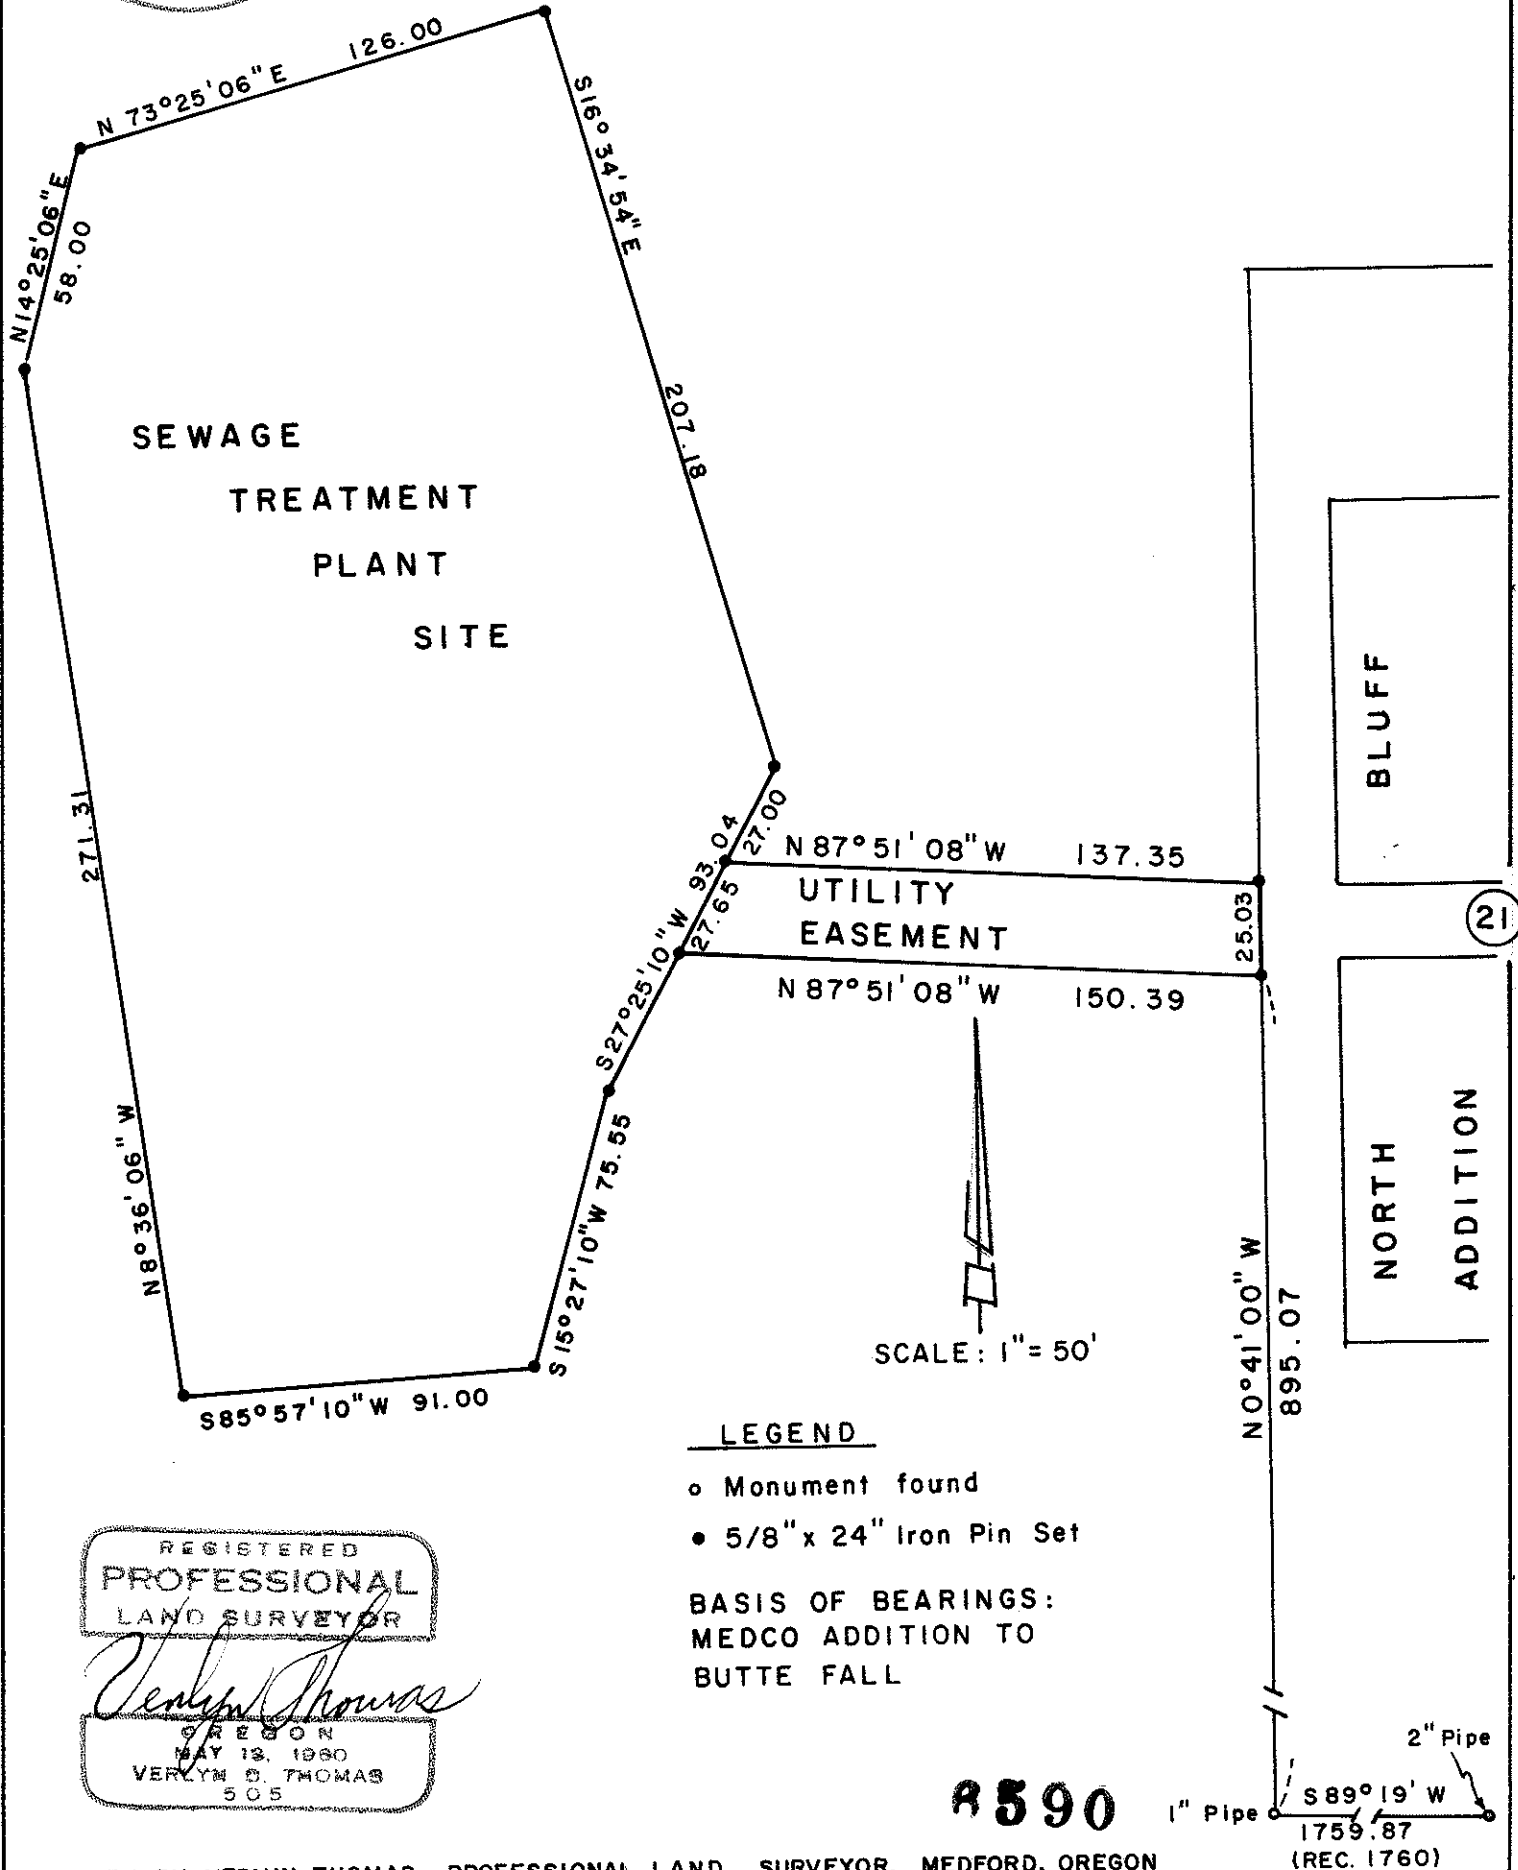 N 73°25'06" E 126.00
S16°34'54" E
207.18
N14°25'06" E
58.00
SEWAGE
TREATMENT
PLANT
SITE
BLUFF
271.31
N8°36'06" W
27.00
S27°25'10" W 93.04
27.65
N 87°51'08" W 137.35
UTILITY
EASEMENT
25.03
21
N 87°51'08" W 150.39
S 15°27'10" W 75.55
S85°57'10" W 91.00
NORTH
ADDITION
SCALE: 1"= 50'
N 0°41'00" W
895.07
LEGEND
o Monument found
• 5/8" x 24" Iron Pin Set
BASIS OF BEARINGS:
MEDCO ADDITION TO
BUTTE FALL
REGISTERED
PROFESSIONAL
LAND SURVEYOR
Verlyn Thomas
OREGON
MAY 13, 1960
VERLYN D. THOMAS
505
8590
2" Pipe
1" Pipe
S 89°19' W
1759.87
(REC. 1760)
THOMAS, PROFESSIONAL LAND SURVEYOR, MEDFORD, OREGON